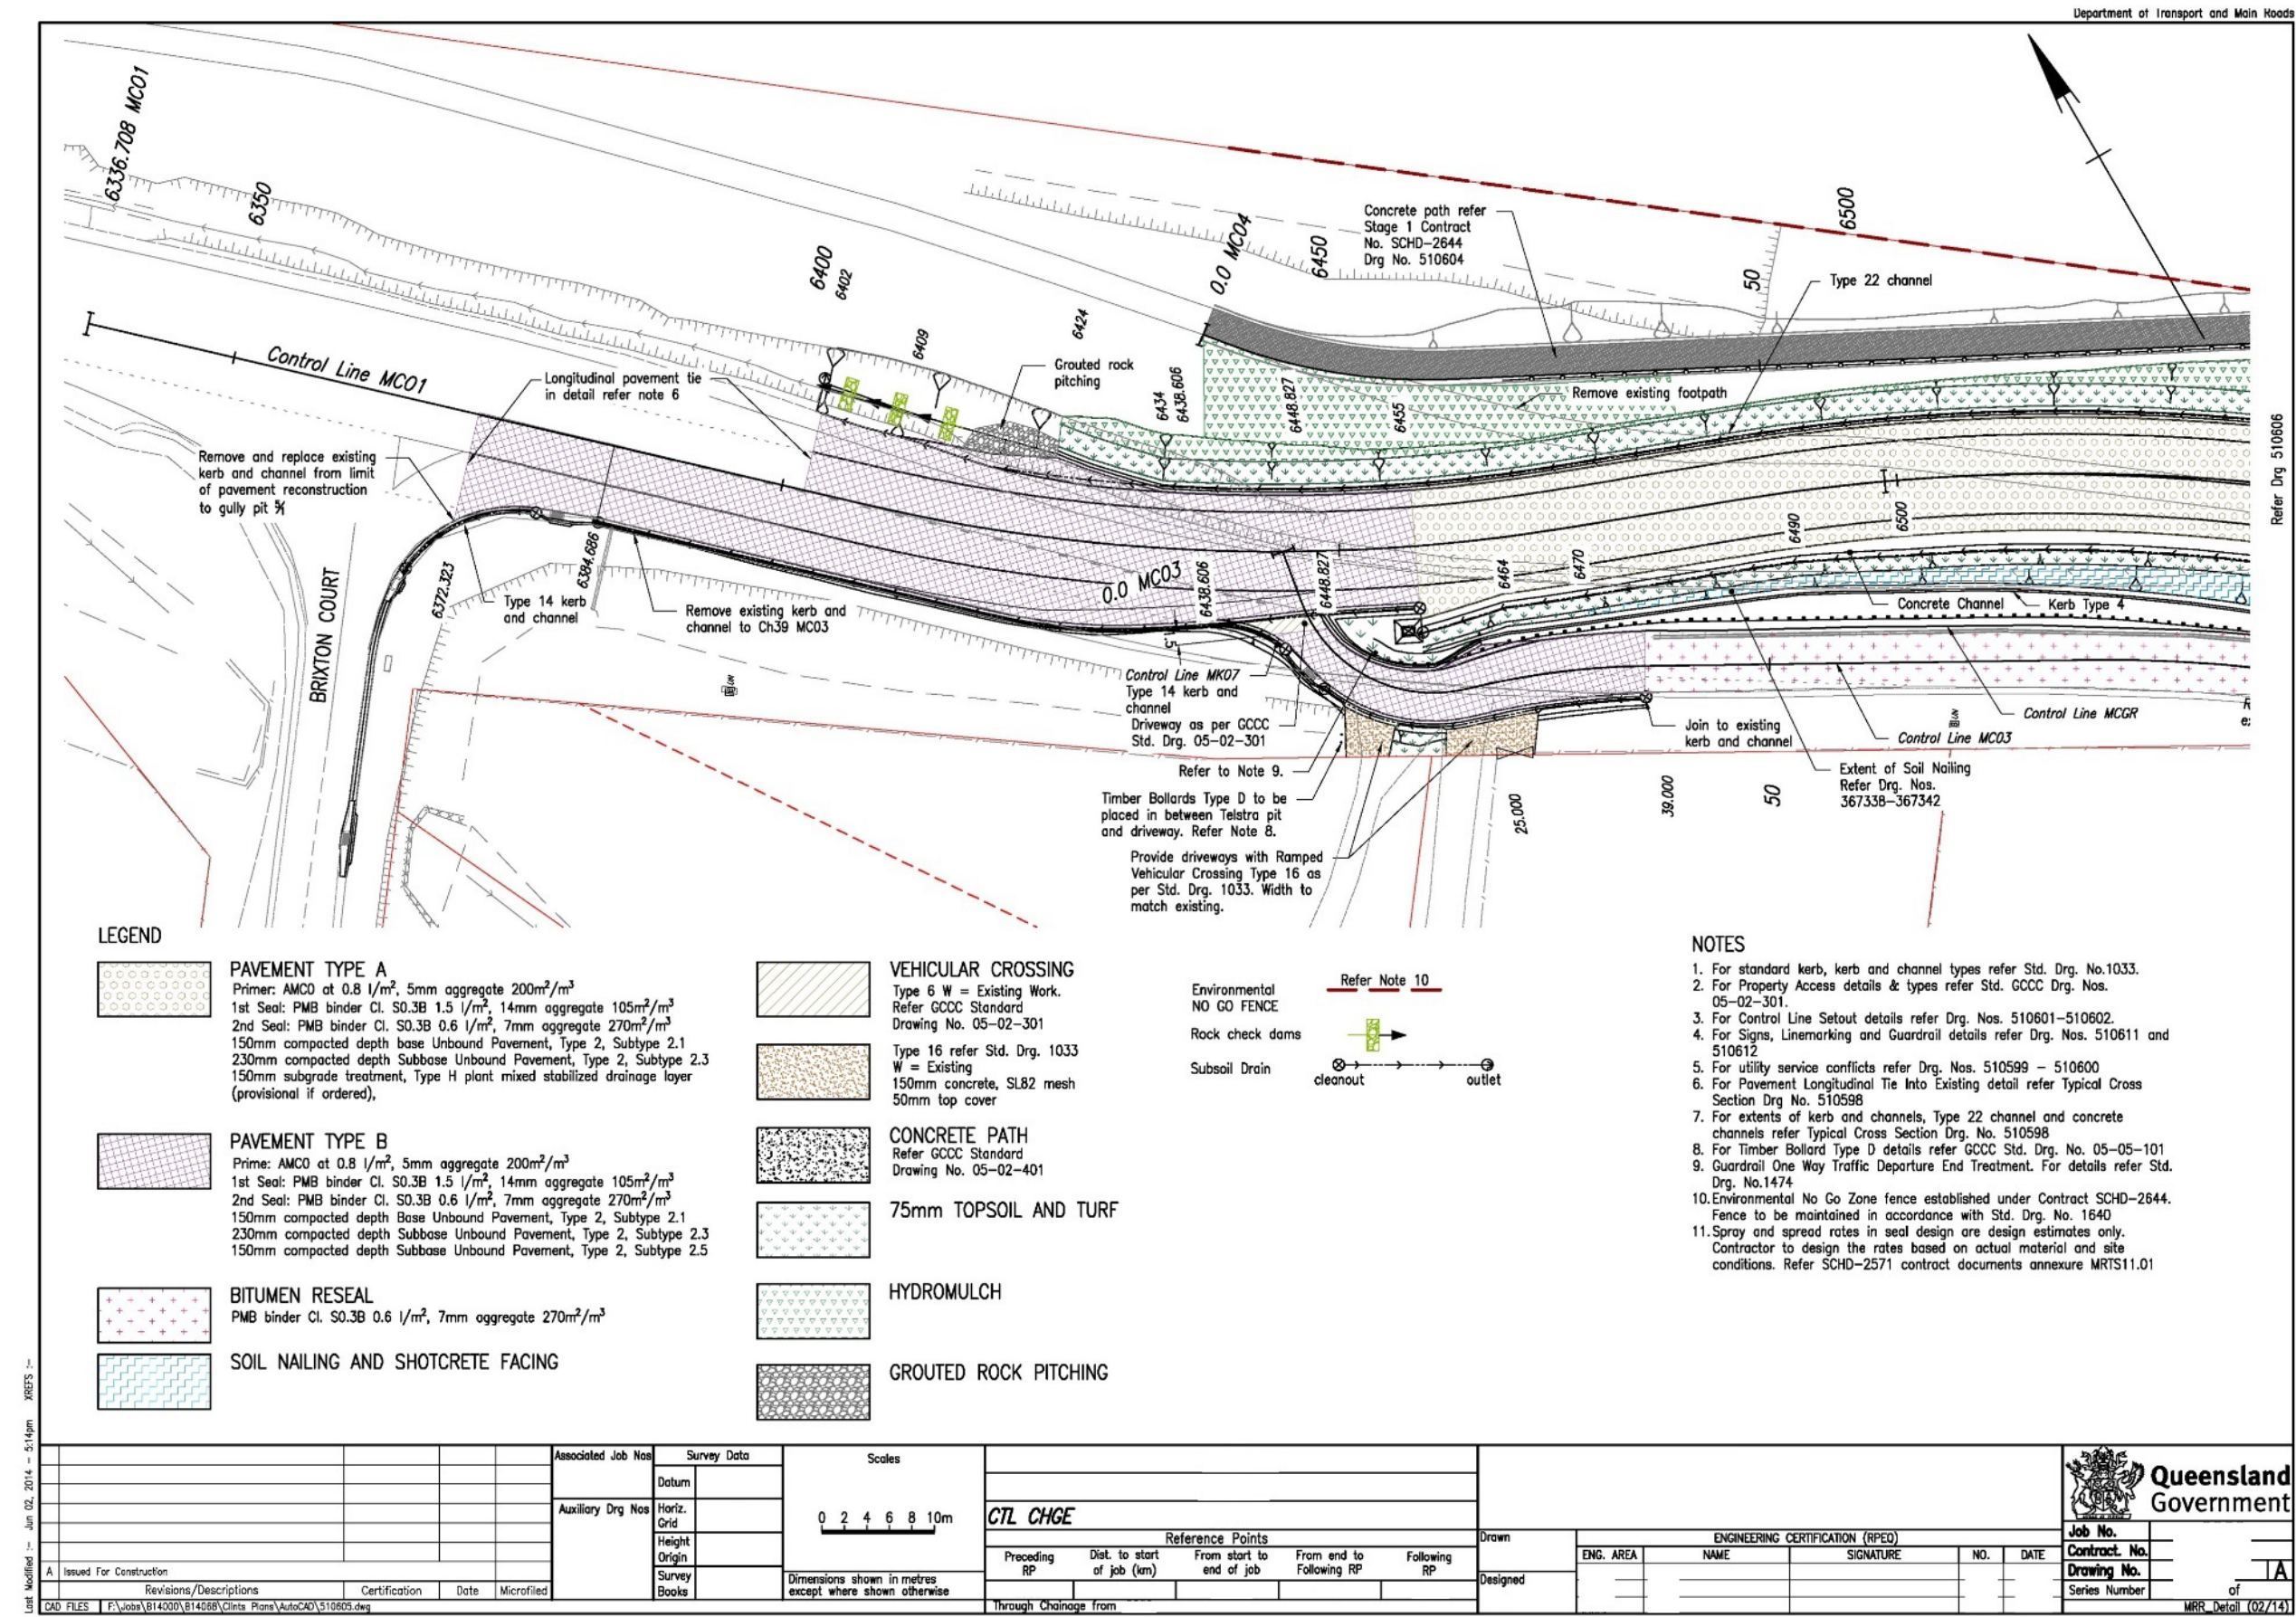 Department of Transport and Main Roads
6336.708 MC01
6350
6400
6402
6409
6424
6434
6438.606
0.0 MC04
6450
6448.827
6455
6500
50
Concrete path refer
Stage 1 Contract
No. SCHD-2644
Drg No. 510604
Type 22 channel
Control Line MC01
Longitudinal pavement tie
in detail refer note 6
Grouted rock
pitching
Remove existing footpath
Refer Drg 510606
Remove and replace existing
kerb and channel from limit
of pavement reconstruction
to gully pit
BRIXTON COURT
6372.323
Type 14 kerb
and channel
6384.686
Remove existing kerb and
channel to Ch39 MC03
0.0 MC03
6438.606
6448.827
6464
6470
6490
6500
Concrete Channel
Kerb Type 4
1.5
Control Line MK07
Type 14 kerb and
channel
Driveway as per GCCC
Std. Drg. 05-02-301
Refer to Note 9.
Timber Bollards Type D to be
placed in between Telstra pit
and driveway. Refer Note 8.
Provide driveways with Ramped
Vehicular Crossing Type 16 as
per Std. Drg. 1033. Width to
match existing.
25.000
39.000
50
Join to existing
kerb and channel
Control Line MCGR
Control Line MC03
Extent of Soil Nailing
Refer Drg. Nos.
367338-367342
LEGEND
PAVEMENT TYPE A
Primer: AMCO at 0.8 l/m², 5mm aggregate 200m²/m³
1st Seal: PMB binder Cl. S0.3B 1.5 l/m², 14mm aggregate 105m²/m³
2nd Seal: PMB binder Cl. S0.3B 0.6 l/m², 7mm aggregate 270m²/m³
150mm compacted depth base Unbound Pavement, Type 2, Subtype 2.1
230mm compacted depth Subbase Unbound Pavement, Type 2, Subtype 2.3
150mm subgrade treatment, Type H plant mixed stabilized drainage layer
(provisional if ordered),
PAVEMENT TYPE B
Prime: AMCO at 0.8 l/m², 5mm aggregate 200m²/m³
1st Seal: PMB binder Cl. S0.3B 1.5 l/m², 14mm aggregate 105m²/m³
2nd Seal: PMB binder Cl. S0.3B 0.6 l/m², 7mm aggregate 270m²/m³
150mm compacted depth Base Unbound Pavement, Type 2, Subtype 2.1
230mm compacted depth Subbase Unbound Pavement, Type 2, Subtype 2.3
150mm compacted depth Subbase Unbound Pavement, Type 2, Subtype 2.5
BITUMEN RESEAL
PMB binder Cl. S0.3B 0.6 l/m², 7mm aggregate 270m²/m³
SOIL NAILING AND SHOTCRETE FACING
VEHICULAR CROSSING
Type 6 W = Existing Work.
Refer GCCC Standard
Drawing No. 05-02-301
Type 16 refer Std. Drg. 1033
W = Existing
150mm concrete, SL82 mesh
50mm top cover
CONCRETE PATH
Refer GCCC Standard
Drawing No. 05-02-401
75mm TOPSOIL AND TURF
HYDROMULCH
GROUTED ROCK PITCHING
Environmental
NO GO FENCE
Refer Note 10
Rock check dams
Subsoil Drain
cleanout
outlet
NOTES
1. For standard kerb, kerb and channel types refer Std. Drg. No.1033.
2. For Property Access details & types refer Std. GCCC Drg. Nos.
05-02-301.
3. For Control Line Setout details refer Drg. Nos. 510601-510602.
4. For Signs, Linemarking and Guardrail details refer Drg. Nos. 510611 and
510612
5. For utility service conflicts refer Drg. Nos. 510599 - 510600
6. For Pavement Longitudinal Tie Into Existing detail refer Typical Cross
Section Drg No. 510598
7. For extents of kerb and channels, Type 22 channel and concrete
channels refer Typical Cross Section Drg. No. 510598
8. For Timber Bollard Type D details refer GCCC Std. Drg. No. 05-05-101
9. Guardrail One Way Traffic Departure End Treatment. For details refer Std.
Drg. No.1474
10. Environmental No Go Zone fence established under Contract SCHD-2644.
Fence to be maintained in accordance with Std. Drg. No. 1640
11. Spray and spread rates in seal design are design estimates only.
Contractor to design the rates based on actual material and site
conditions. Refer SCHD-2571 contract documents annexure MRTS11.01
Last Modified :- Jun 02, 2014 - 5:14pm XREFS :-
A Issued For Construction
Revisions/Descriptions Certification Date Microfilmed
CAD FILES F:\Jobs\B14000\B14068\Clints Plans\AutoCAD\510605.dwg
Associated Job Nos
Auxiliary Drg Nos
Survey Data
Datum
Horiz.
Grid
Height
Origin
Survey
Books
Scales
0 2 4 6 8 10m
Dimensions shown in metres
except where shown otherwise
CTL CHGE
Reference Points
Preceding
RP
Dist. to start
of job (km)
From start to
end of job
From end to
Following RP
Following
RP
Through Chainage from
Drawn
Designed
ENGINEERING CERTIFICATION (RPEQ)
ENG. AREA NAME SIGNATURE NO. DATE
Queensland
Government
Job No.
Contract. No.
Drawing No.
A
Series Number of
MRR_Detail (02/14)